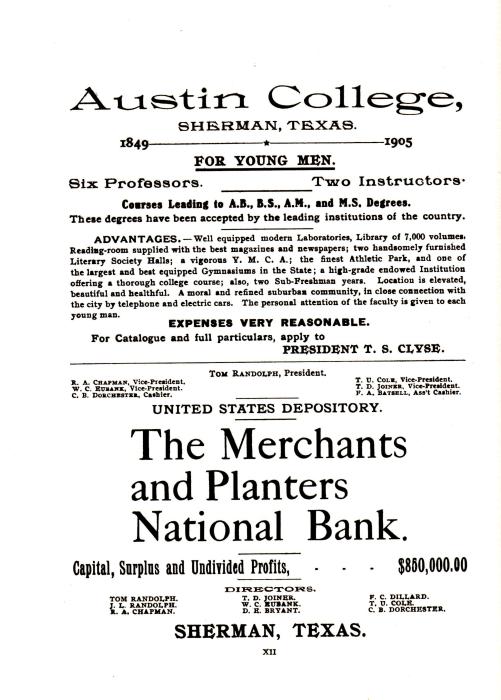 Austin College,
SHERMAN, TEXAS.
1849 1905
FOR YOUNG MEN.
Six Professors. Two Instructors.
Courses Leading to A.B., B.S., A.M., and M.S. Degrees.
These degrees have been accepted by the leading institutions of the country.
ADVANTAGES.—Well equipped modern Laboratories, Library of 7,000 volumes.
Reading-room supplied with the best magazines and newspapers; two handsomely furnished
Literary Society Halls; a vigorous Y. M. C. A.; the finest Athletic Park, and one of
the largest and best equipped Gymnasiums in the State; a high-grade endowed Institution
offering a thorough college course; also, two Sub-Freshman years. Location is elevated,
beautiful and healthful. A moral and refined suburban community, in close connection with
the city by telephone and electric cars. The personal attention of the faculty is given to each
young man.
EXPENSES VERY REASONABLE.
For Catalogue and full particulars, apply to
PRESIDENT T. S. CLYSE.
TOM RANDOLPH, President.
R. A. CHAPMAN, Vice-President. T. U. COLE, Vice-President.
W. C. EUBANK, Vice-President. T. D. JOINER, Vice-President.
C. B. DORCHESTER, Cashier. F. A. BATSELL, Ass't Cashier.
UNITED STATES DEPOSITORY.
The Merchants
and Planters
National Bank.
Capital, Surplus and Undivided Profits, - - - $850,000.00
DIRECTORS.
TOM RANDOLPH. T. D. JOINER. F. C. DILLARD.
J. L. RANDOLPH. W. C. EUBANK. T. U. COLE.
R. A. CHAPMAN. D. E. BRYANT. C. B. DORCHESTER.
SHERMAN, TEXAS.
XII